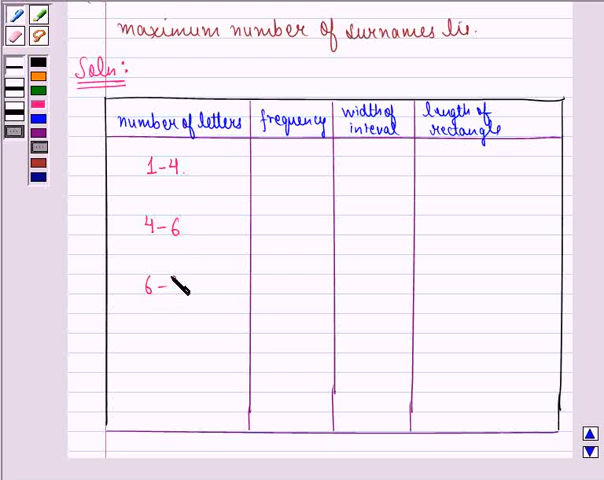 maximum number of surnames lie.
Soln:
number of letters frequency width of interval length of rectangle
1-4.
4-6
6-